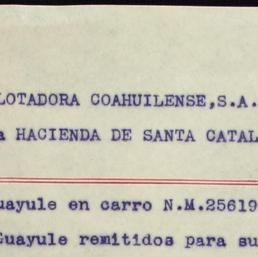 LOTADORA COAHUILENSE,S.A.
a HACIENDA DE SANTA CATAL
uayule en carro N.M.25619
Guayule remitidos para su